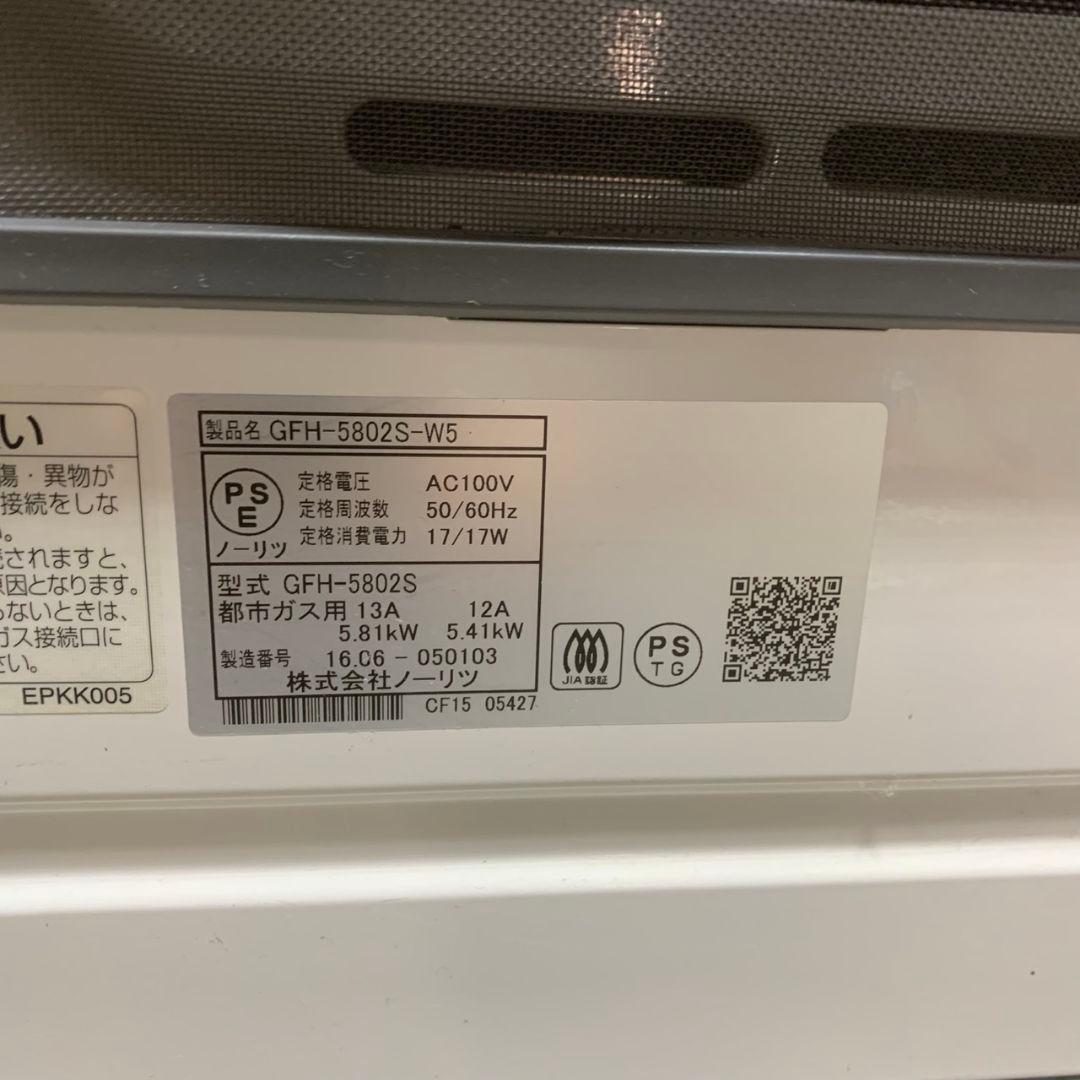 い
傷・異物が
接続をしな
。
されますと、
原因となります。
らないときは、
ガス接続口に
さい。
EPKK005
製品名 GFH-5802S-W5
PS
E
ノーリツ
定格電圧 AC100V
定格周波数 50/60Hz
定格消費電力 17/17W
型式 GFH-5802S
都市ガス用 13A 12A
5.81kW 5.41kW
製造番号 16.06-050103
株式会社ノーリツ
CF15 05427
JIA 認証
PS
TG